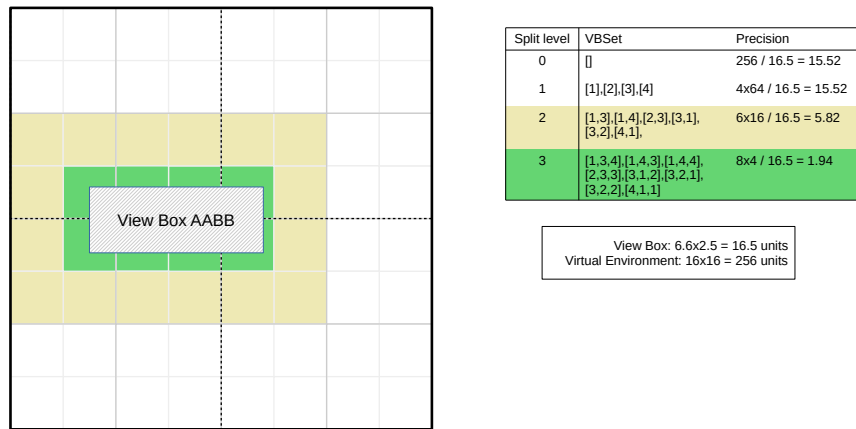 View Box AABB
Split level VBSet Precision
0 [] 256 / 16.5 = 15.52
1 [1],[2],[3],[4] 4x64 / 16.5 = 15.52
2 [1,3],[1,4],[2,3],[3,1], 6x16 / 16.5 = 5.82
[3,2],[4,1],
3 [1,3,4],[1,4,3],[1,4,4], 8x4 / 16.5 = 1.94
[2,3,3],[3,1,2],[3,2,1],
[3,2,2],[4,1,1]
View Box: 6.6x2.5 = 16.5 units
Virtual Environment: 16x16 = 256 units